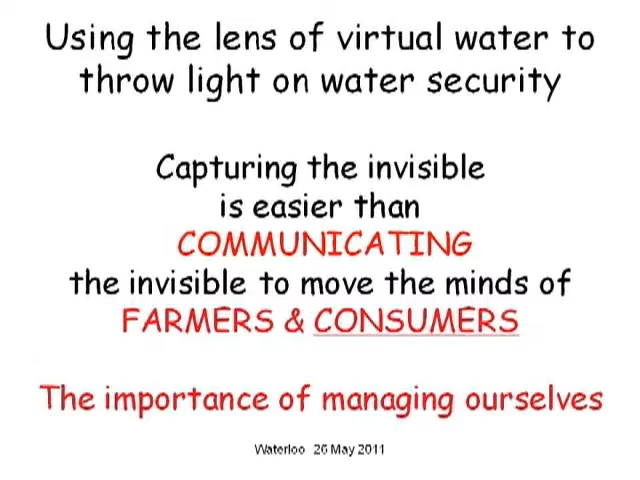 Using the lens of virtual water to
throw light on water security
Capturing the invisible
is easier than
COMMUNICATING
the invisible to move the minds of
FARMERS & CONSUMERS
The importance of managing ourselves
Waterloo 26 May 2011